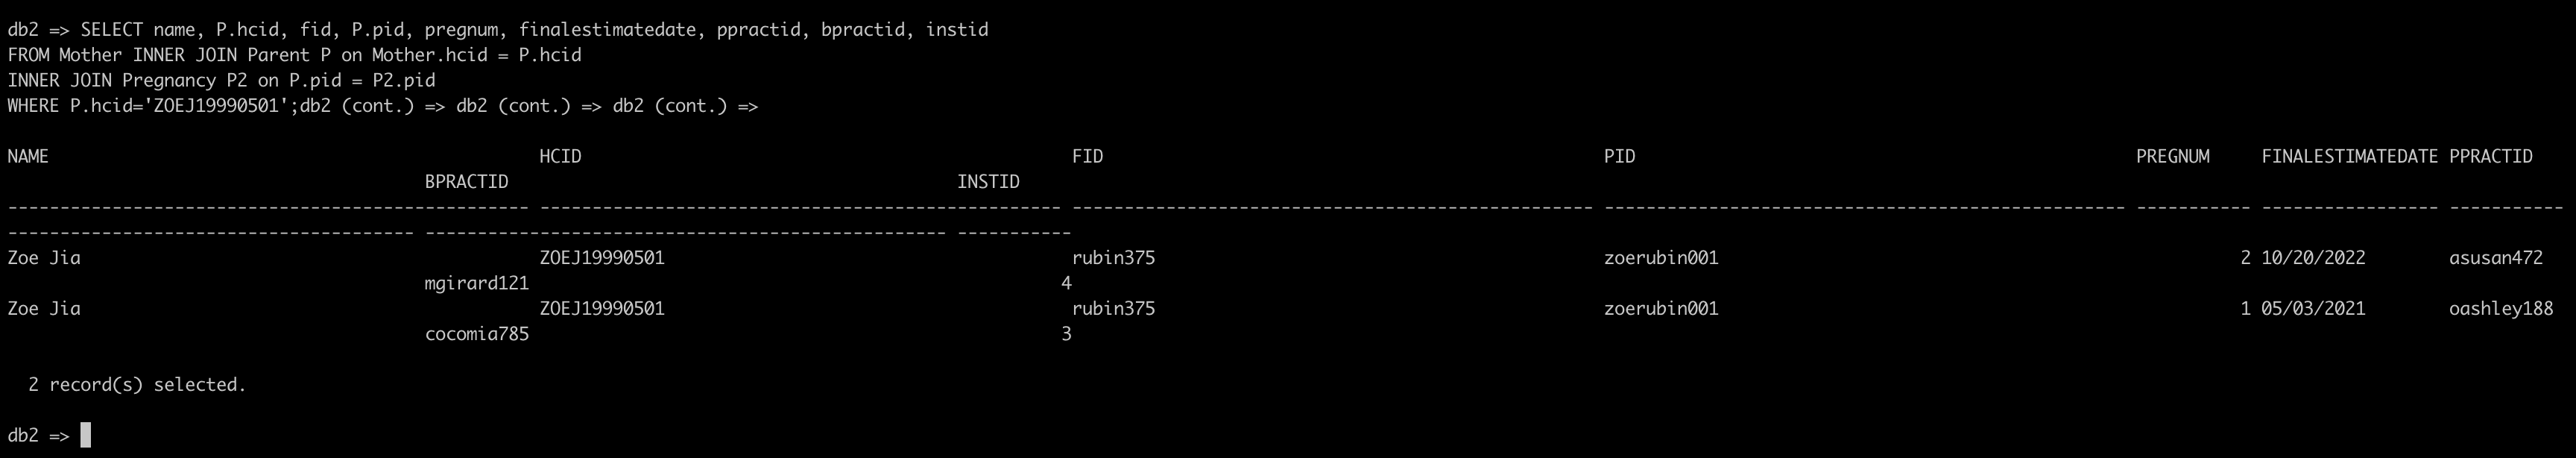 db2 => SELECT name, P.hcid, fid, P.pid, pregnum, finalestimatedate, ppractid, bpractid, instid
FROM Mother INNER JOIN Parent P on Mother.hcid = P.hcid
INNER JOIN Pregnancy P2 on P.pid = P2.pid
WHERE P.hcid='ZOEJ19990501';db2 (cont.) => db2 (cont.) => db2 (cont.) =>
NAME HCID FID PID PREGNUM FINALESTIMATEDATE PPRACTID
BPRACTID INSTID
-------------------------------------------------- -------------------------------------------------- -------------------------------------------------- -------------------------------------------------- ----------- ----------------- -----------
--------------------------------------- -------------------------------------------------- -----------
Zoe Jia ZOEJ19990501 rubin375 zoerubin001 2 10/20/2022 asusan472
mgirard121 4
Zoe Jia ZOEJ19990501 rubin375 zoerubin001 1 05/03/2021 oashley188
cocomia785 3
2 record(s) selected.
db2 =>